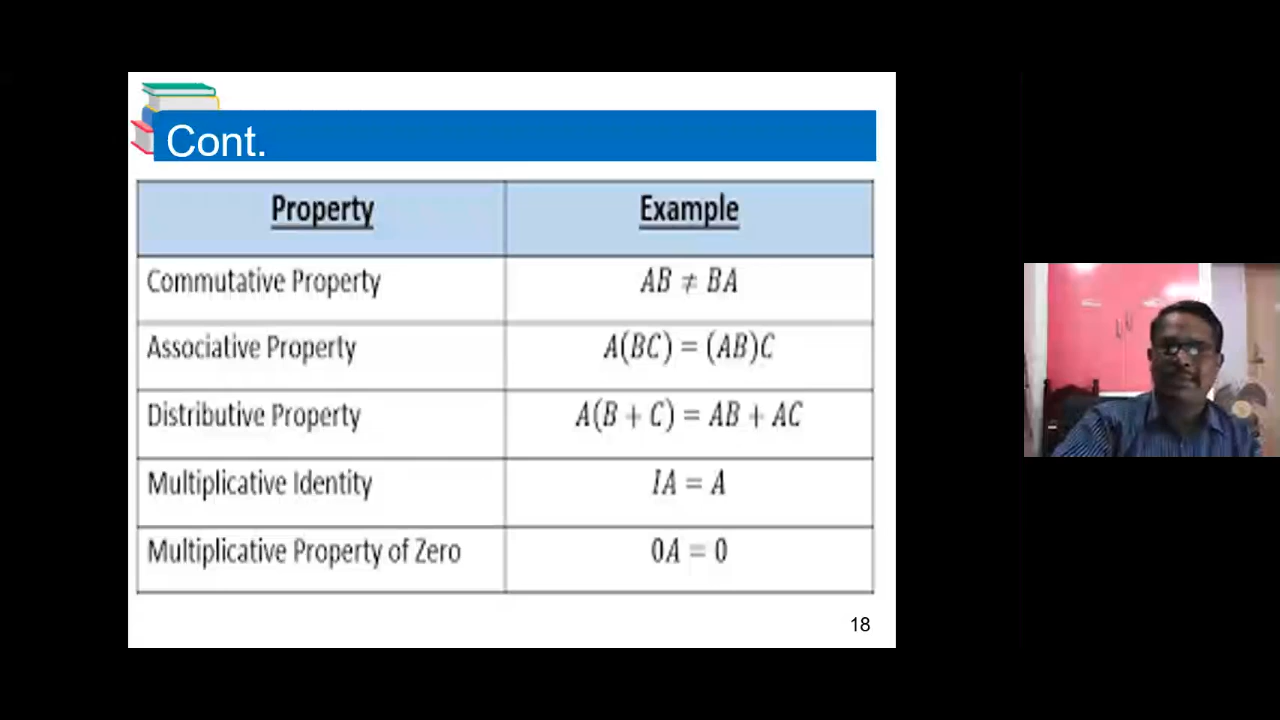 Cont.
Property Example
Commutative Property AB ≠ BA
Associative Property A(BC) = (AB)C
Distributive Property A(B + C) = AB + AC
Multiplicative Identity IA = A
Multiplicative Property of Zero 0A = 0
18